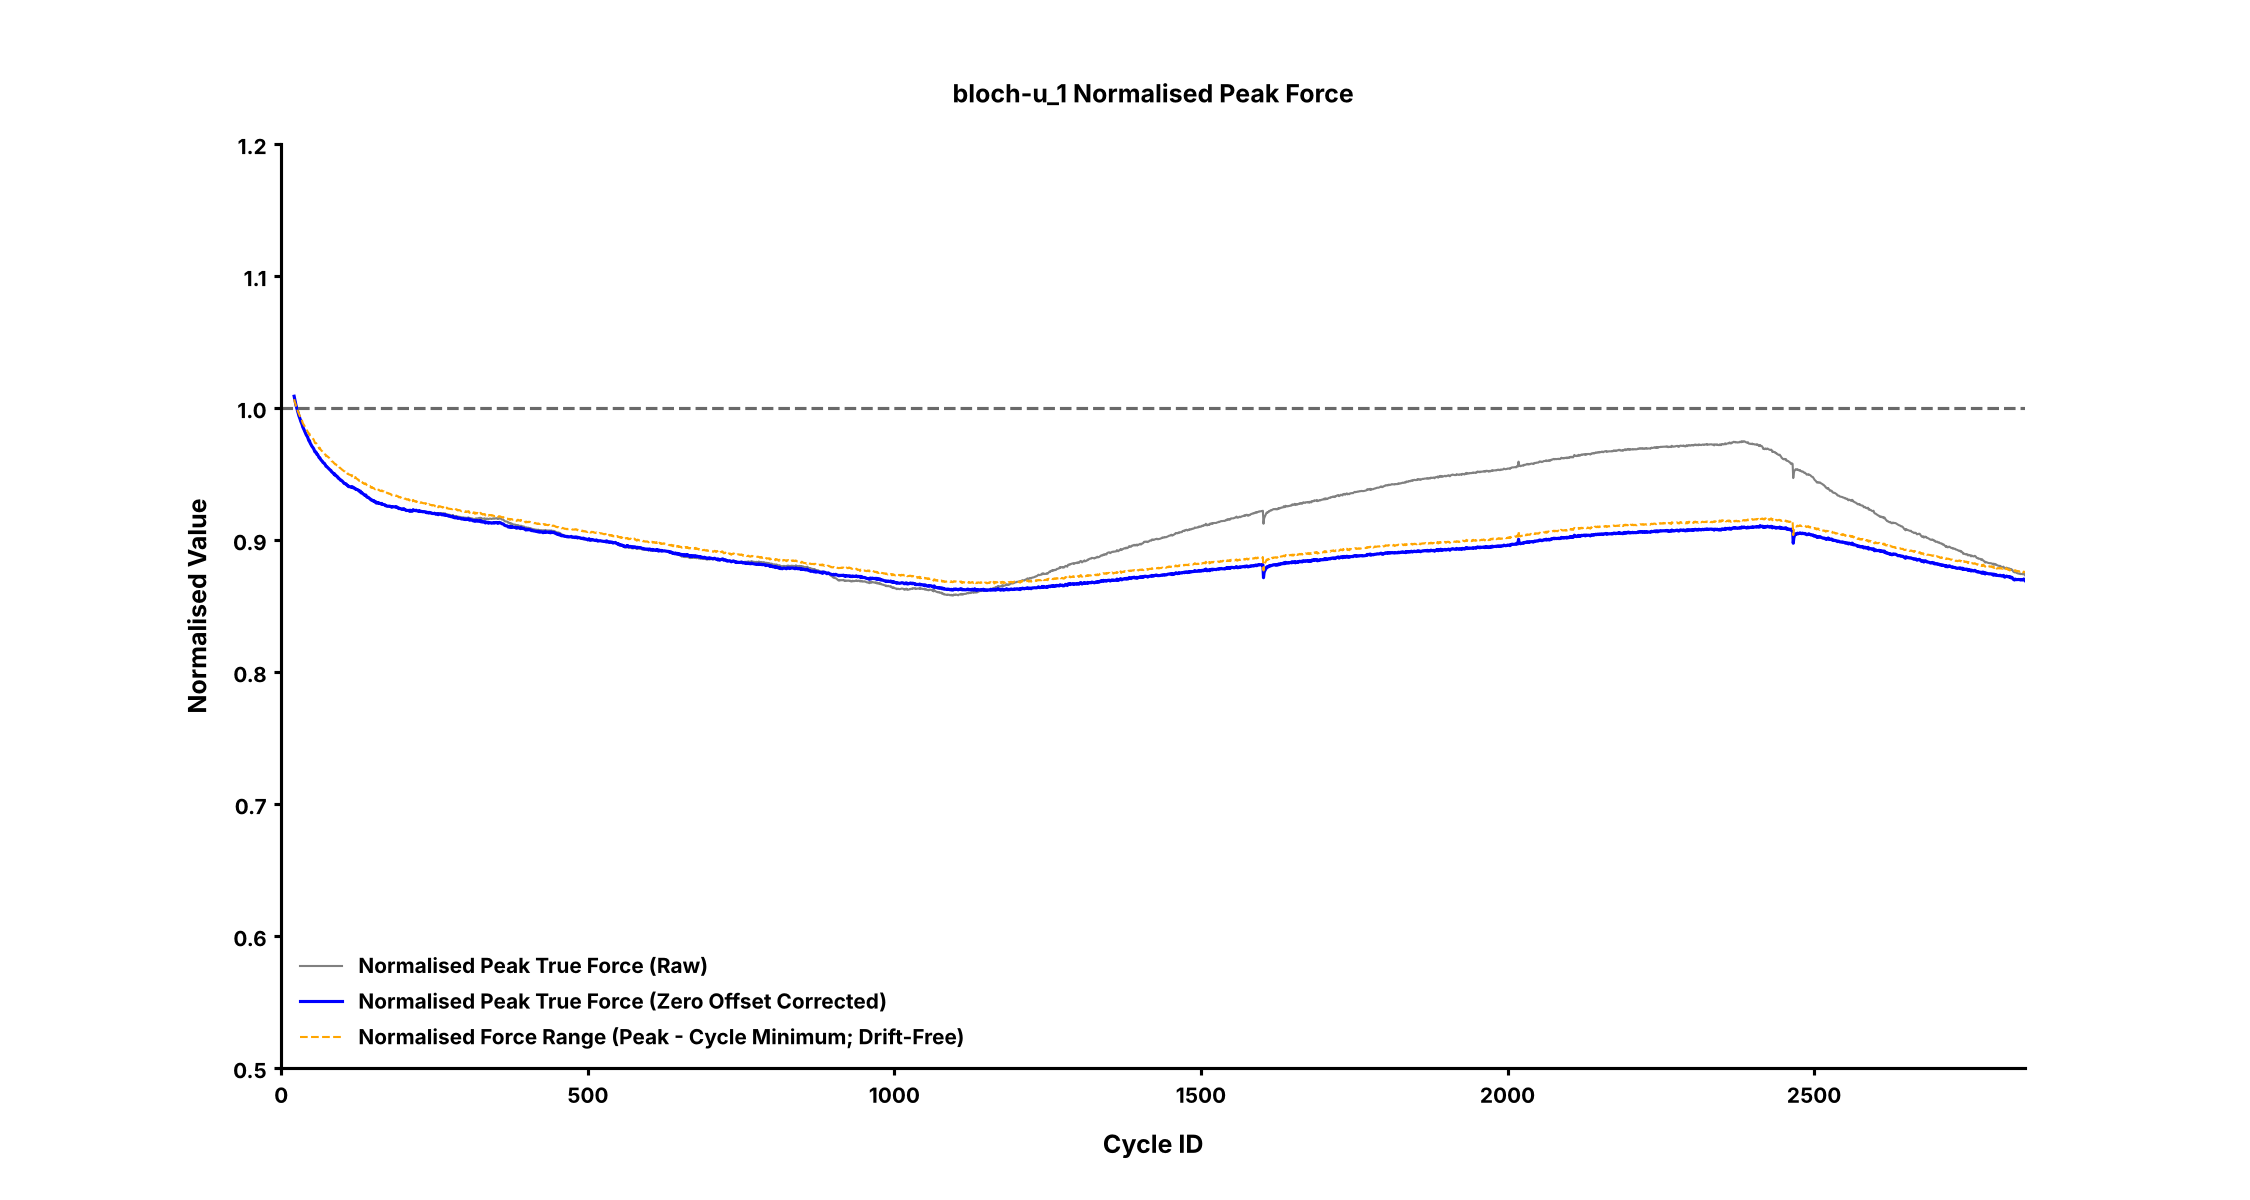 bloch-u_1 Normalised Peak Force
1.2
1.1
1.0
0.9
0.8
0.7
0.6
0.5
Normalised Value
Normalised Peak True Force (Raw)
Normalised Peak True Force (Zero Offset Corrected)
Normalised Force Range (Peak - Cycle Minimum; Drift-Free)
0 500 1000 1500 2000 2500
Cycle ID